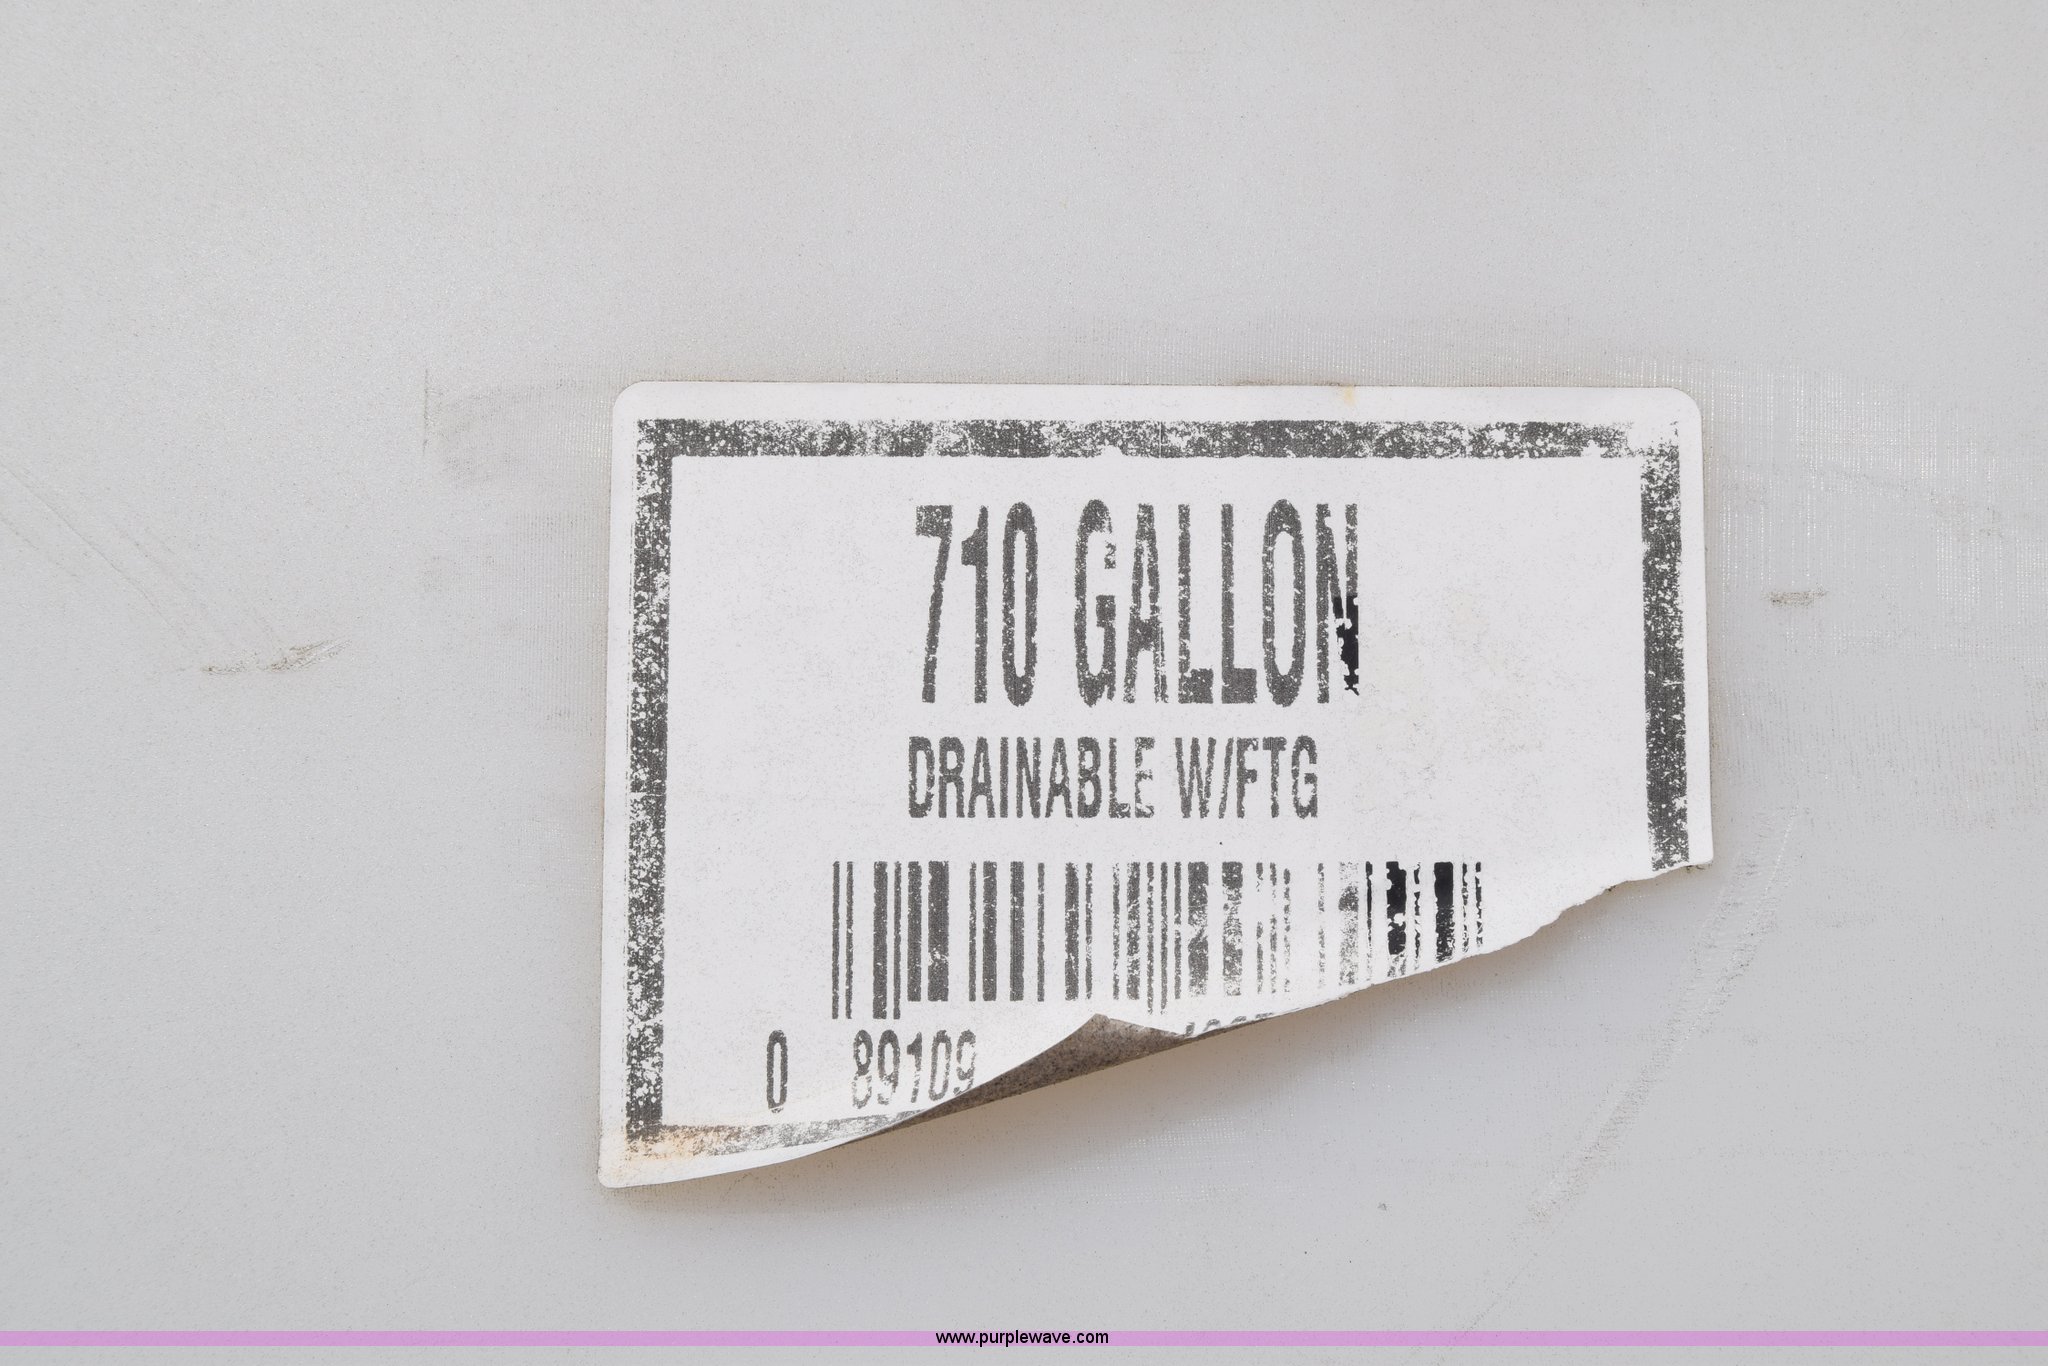 710 GALLON
DRAINABLE W/FTG
0 89109
www.purplewave.com